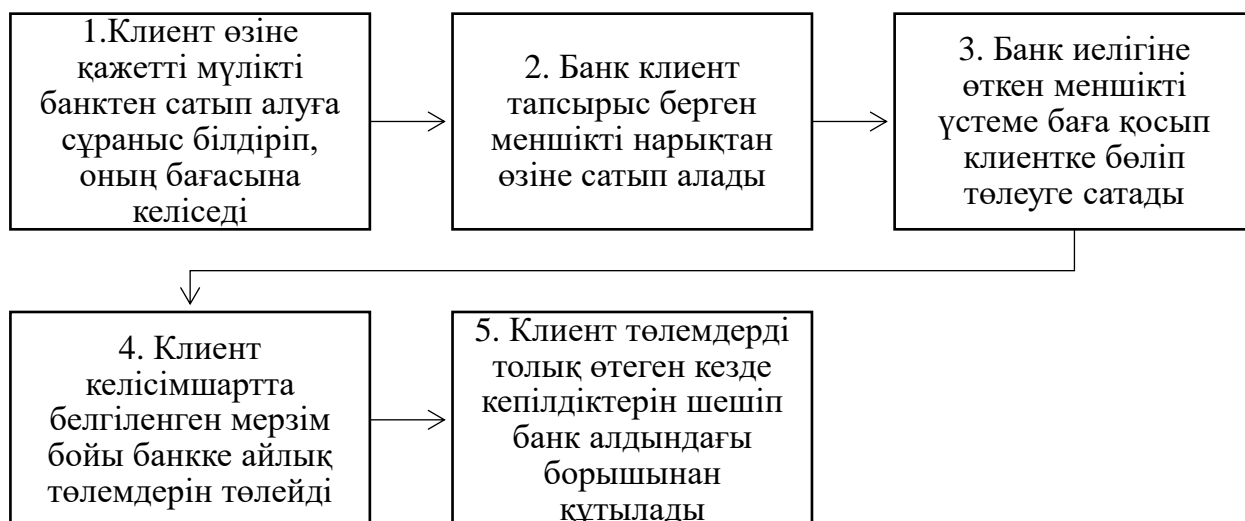 1.Клиент өзіне
қажетті мүлікті
банктен сатып алуға
сұраныс білдіріп,
оның бағасына
келіседі
2. Банк клиент
тапсырыс берген
меншікті нарықтан
өзіне сатып алады
3. Банк иелігіне
өткен меншікті
үстеме баға қосып
клиентке бөліп
төлеуге сатады
4. Клиент
келісімшартта
белгіленген мерзім
бойы банкке айлық
төлемдерін төлейді
5. Клиент төлемдерді
толық өтеген кезде
кепілдіктерін шешіп
банк алдындағы
борышынан
құтылады